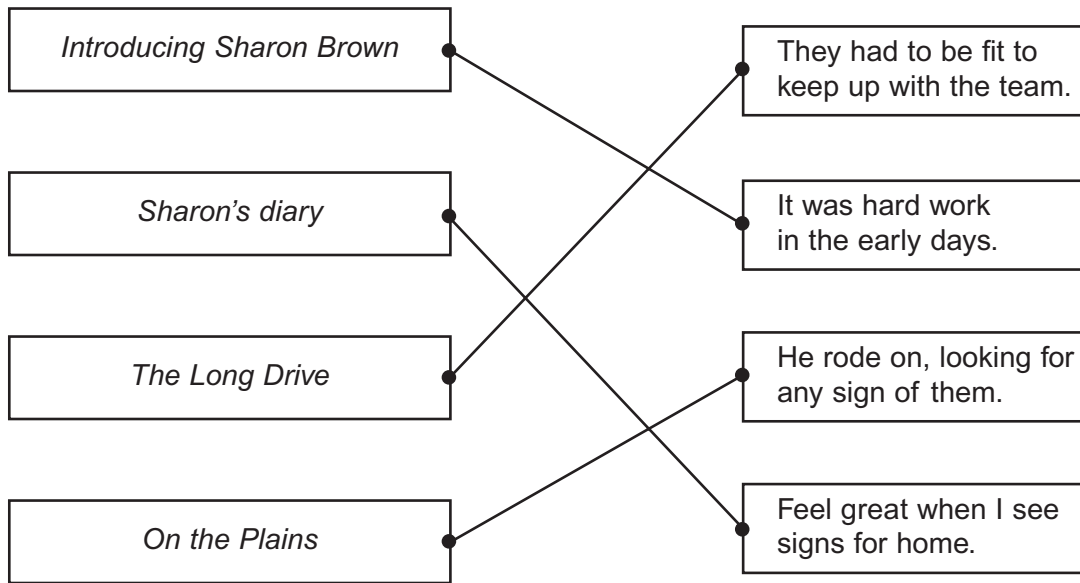 Introducing Sharon Brown
Sharon’s diary
The Long Drive
On the Plains
They had to be fit to
keep up with the team.
It was hard work
in the early days.
He rode on, looking for
any sign of them.
Feel great when I see
signs for home.